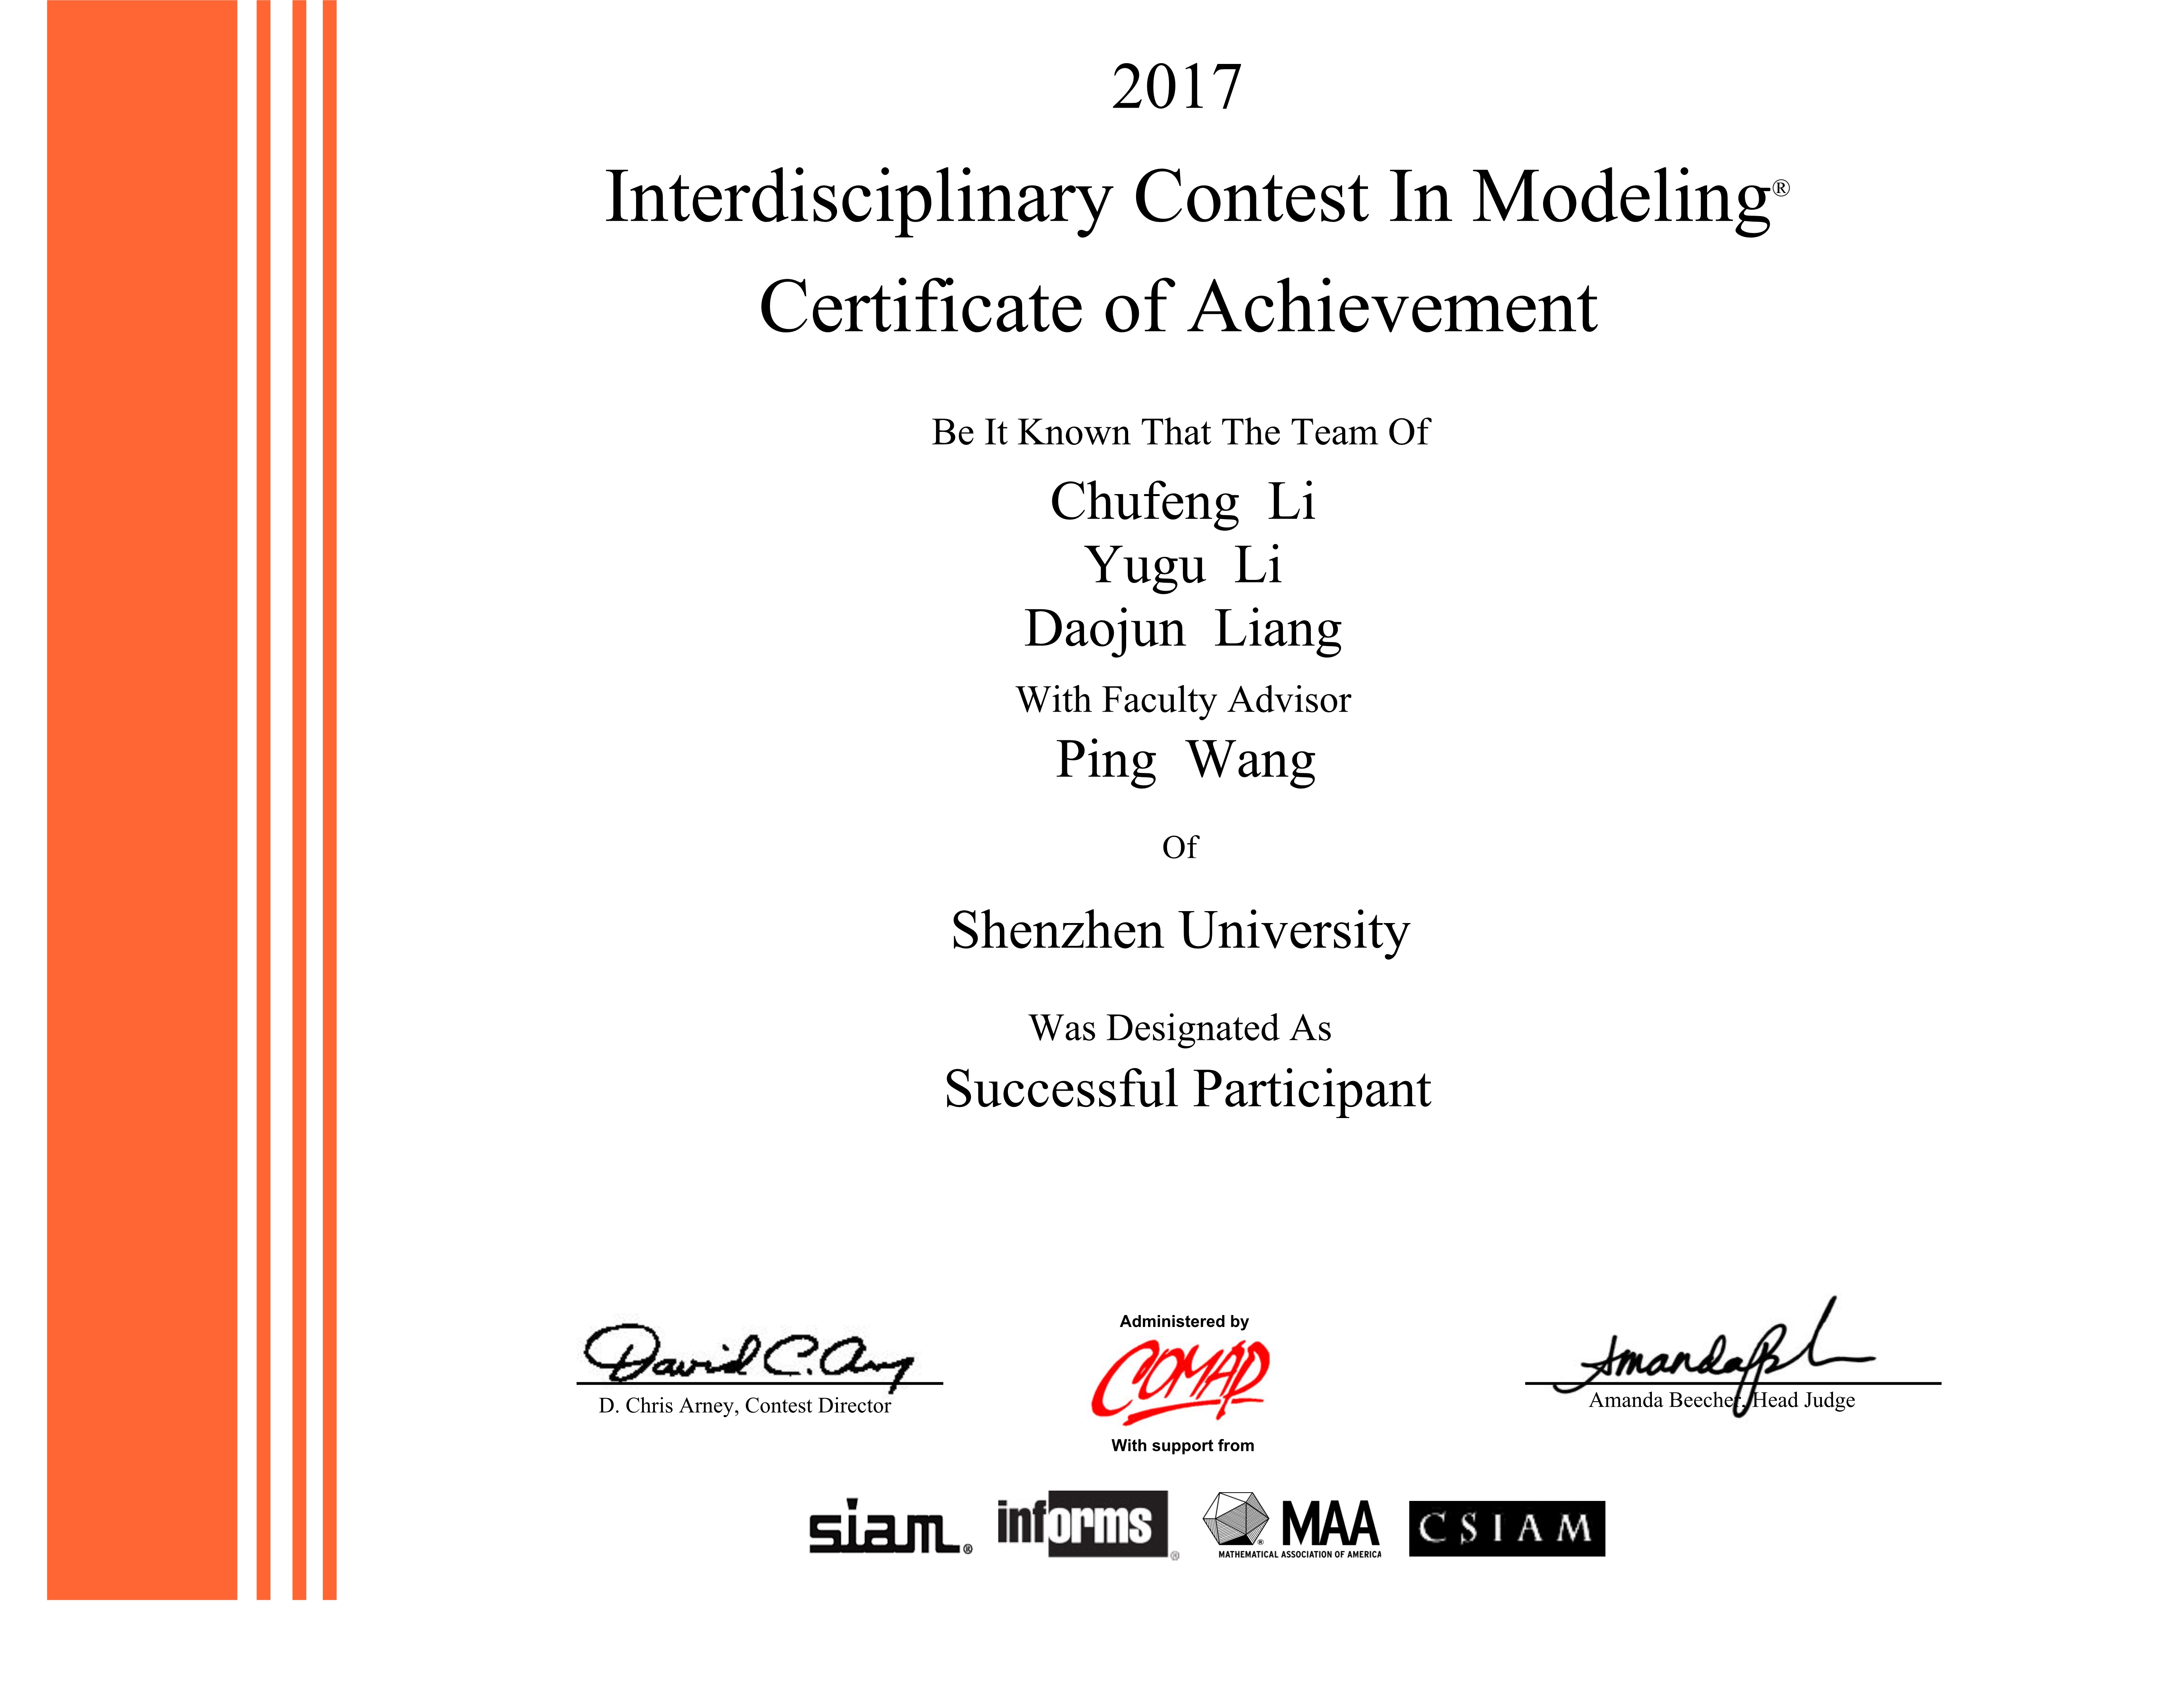 2017
Interdisciplinary Contest In Modeling®
Certificate of Achievement
Be It Known That The Team Of
Chufeng Li
Yugu Li
Daojun Liang
With Faculty Advisor
Ping Wang
Of
Shenzhen University
Was Designated As
Successful Participant
David C. Arney
D. Chris Arney, Contest Director
Administered by
COMAP
With support from
Amanda Beecher, Head Judge
siam®
informs®
MAA
MATHEMATICAL ASSOCIATION OF AMERICA
CSIAM